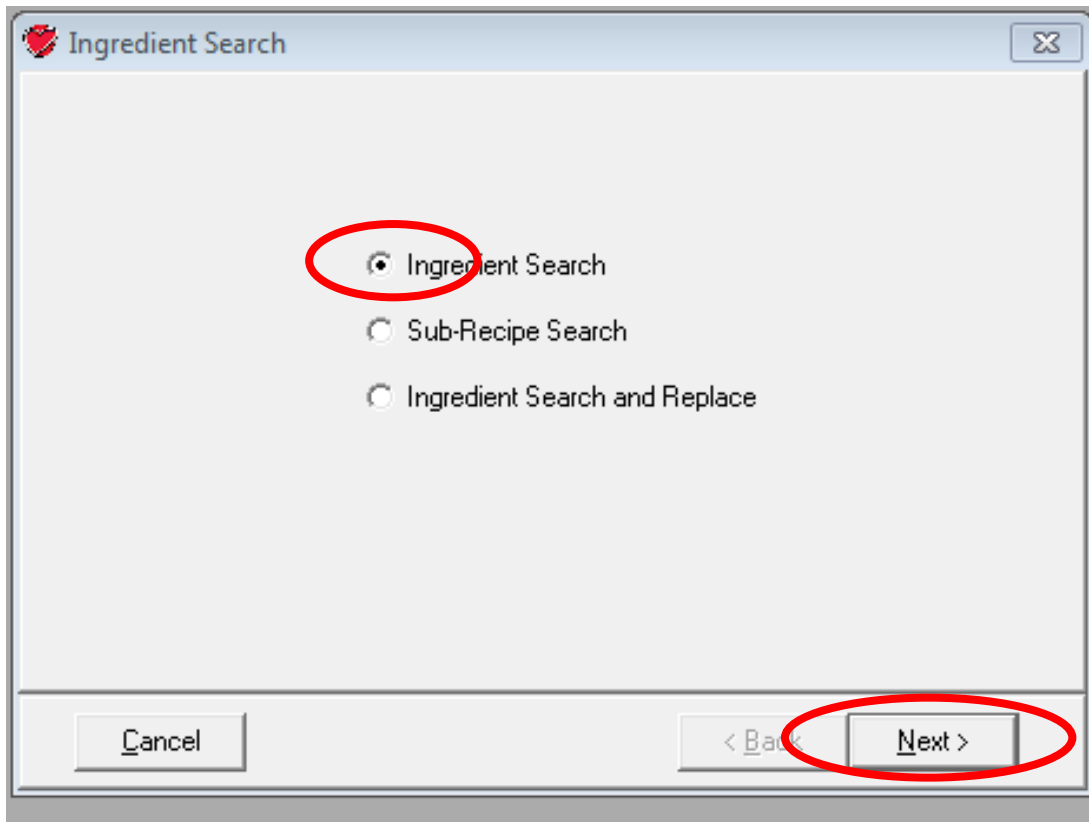 Ingredient Search
Ingredient Search
Sub-Recipe Search
Ingredient Search and Replace
Cancel < Back Next >